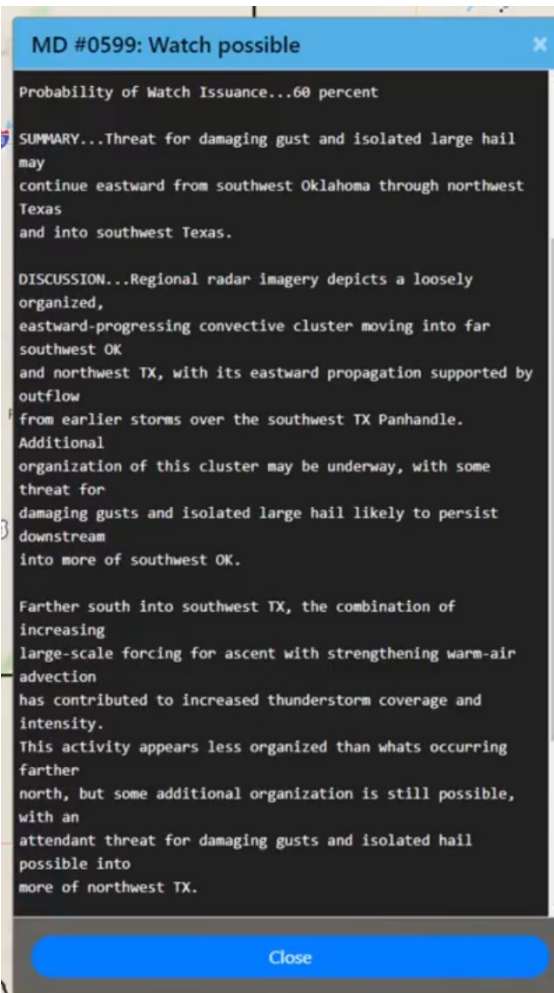 MD #0599: Watch possible
×
Probability of Watch Issuance...60 percent
SUMMARY...Threat for damaging gust and isolated large hail
may
continue eastward from southwest Oklahoma through northwest
Texas
and into southwest Texas.
DISCUSSION...Regional radar imagery depicts a loosely
organized,
eastward-progressing convective cluster moving into far
southwest OK
and northwest TX, with its eastward propagation supported by
outflow
from earlier storms over the southwest TX Panhandle.
Additional
organization of this cluster may be underway, with some
threat for
damaging gusts and isolated large hail likely to persist
downstream
into more of southwest OK.
Farther south into southwest TX, the combination of
increasing
large-scale forcing for ascent with strengthening warm-air
advection
has contributed to increased thunderstorm coverage and
intensity.
This activity appears less organized than whats occurring
farther
north, but some additional organization is still possible,
with an
attendant threat for damaging gusts and isolated hail
possible into
more of northwest TX.
Close